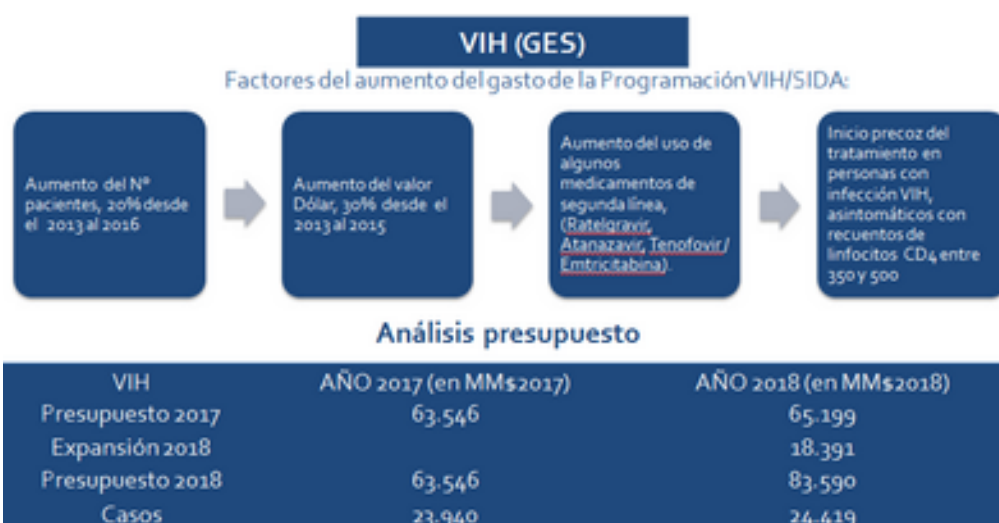 VIH (GES)
Factores del aumento del gasto de la Programación VIH/SIDA:
Aumento del Nº
pacientes, 20% desde
el 2013 al 2016
Aumento del valor
Dólar, 30% desde el
2013 al 2015
Aumento del uso de
algunos
medicamentos de
segunda línea,
(Ratelgravir,
Atanazavir, Tenofovir/
Emtricitabina).
Inicio precoz del
tratamiento en
personas con
infección VIH,
asintomáticos con
recuentos de
linfocitos CD4 entre
350 y 500
Análisis presupuesto
VIH AÑO 2017 (en MM$2017) AÑO 2018 (en MM$2018)
Presupuesto 2017 63.546 65.199
Expansión 2018 18.391
Presupuesto 2018 63.546 83.590
Casos 23.940 24.419